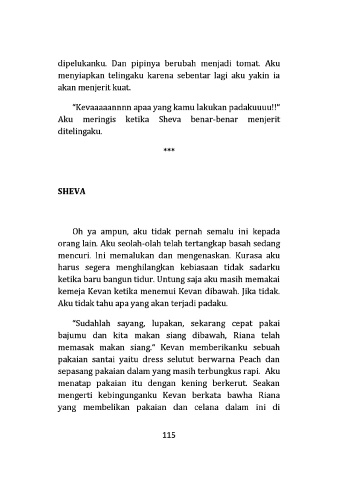 dipelukanku. Dan pipinya berubah menjadi tomat. Aku
menyiapkan telingaku karena sebentar lagi aku yakin ia
akan menjerit kuat.
"Kevaaaaannnn apaa yang kamu lakukan padakuuuu!!"
Aku meringis ketika Sheva benar-benar menjerit
ditelingaku.
***
SHEVA
Oh ya ampun, aku tidak pernah semalu ini kepada
orang lain. Aku seolah-olah telah tertangkap basah sedang
mencuri. Ini memalukan dan mengenaskan. Kurasa aku
harus segera menghilangkan kebiasaan tidak sadarku
ketika baru bangun tidur. Untung saja aku masih memakai
kemeja Kevan ketika menemui Kevan dibawah. Jika tidak.
Aku tidak tahu apa yang akan terjadi padaku.
"Sudahlah sayang, lupakan, sekarang cepat pakai
bajumu dan kita makan siang dibawah, Riana telah
memasak makan siang." Kevan memberikanku sebuah
pakaian santai yaitu dress selutut berwarna Peach dan
sepasang pakaian dalam yang masih terbungkus rapi. Aku
menatap pakaian itu dengan kening berkerut. Seakan
mengerti kebingunganku Kevan berkata bawha Riana
yang membelikan pakaian dan celana dalam ini di
115